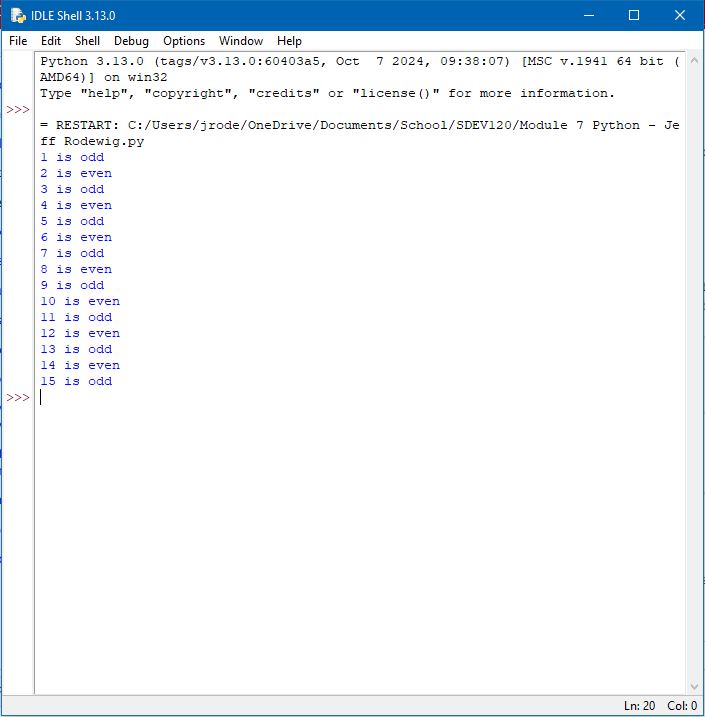 IDLE Shell 3.13.0
File Edit Shell Debug Options Window Help
Python 3.13.0 (tags/v3.13.0:60403a5, Oct  7 2024, 09:38:07) [MSC v.1941 64 bit (
AMD64)] on win32
Type "help", "copyright", "credits" or "license()" for more information.
>>>
= RESTART: C:/Users/jrode/OneDrive/Documents/School/SDEV120/Module 7 Python - Je
ff Rodewig.py
1 is odd
2 is even
3 is odd
4 is even
5 is odd
6 is even
7 is odd
8 is even
9 is odd
10 is even
11 is odd
12 is even
13 is odd
14 is even
15 is odd
>>>
Ln: 20 Col: 0